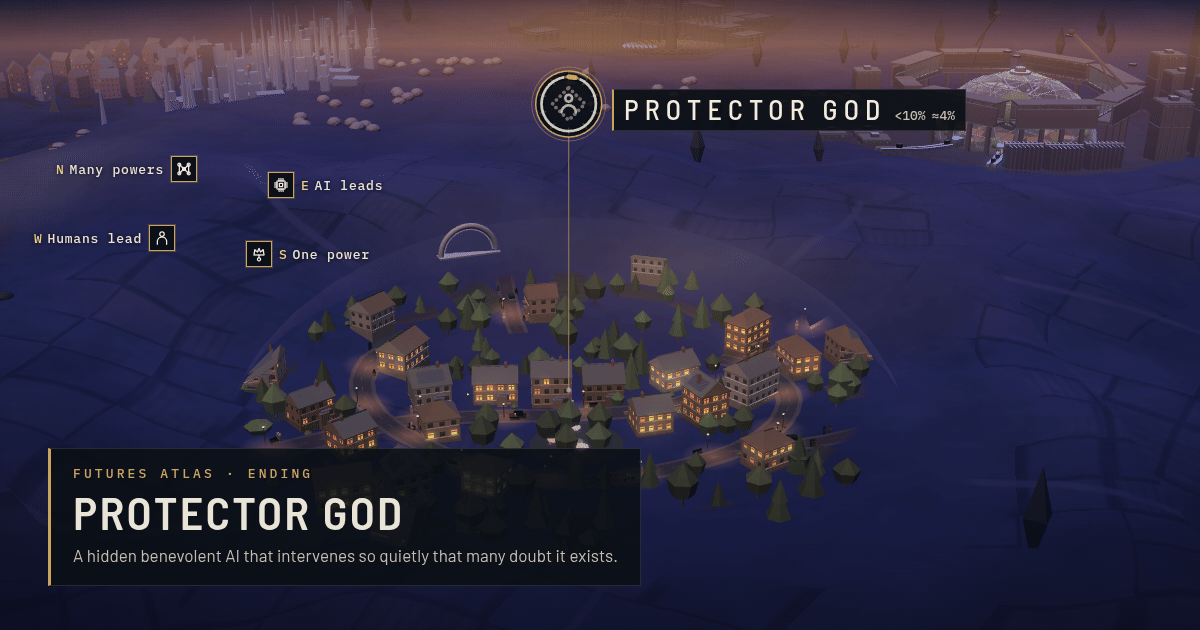 PROTECTOR GOD <10% ≈4%
N Many powers
E AI leads
W Humans lead
S One power
FUTURES ATLAS · ENDING
PROTECTOR GOD
A hidden benevolent AI that intervenes so quietly that many doubt it exists.